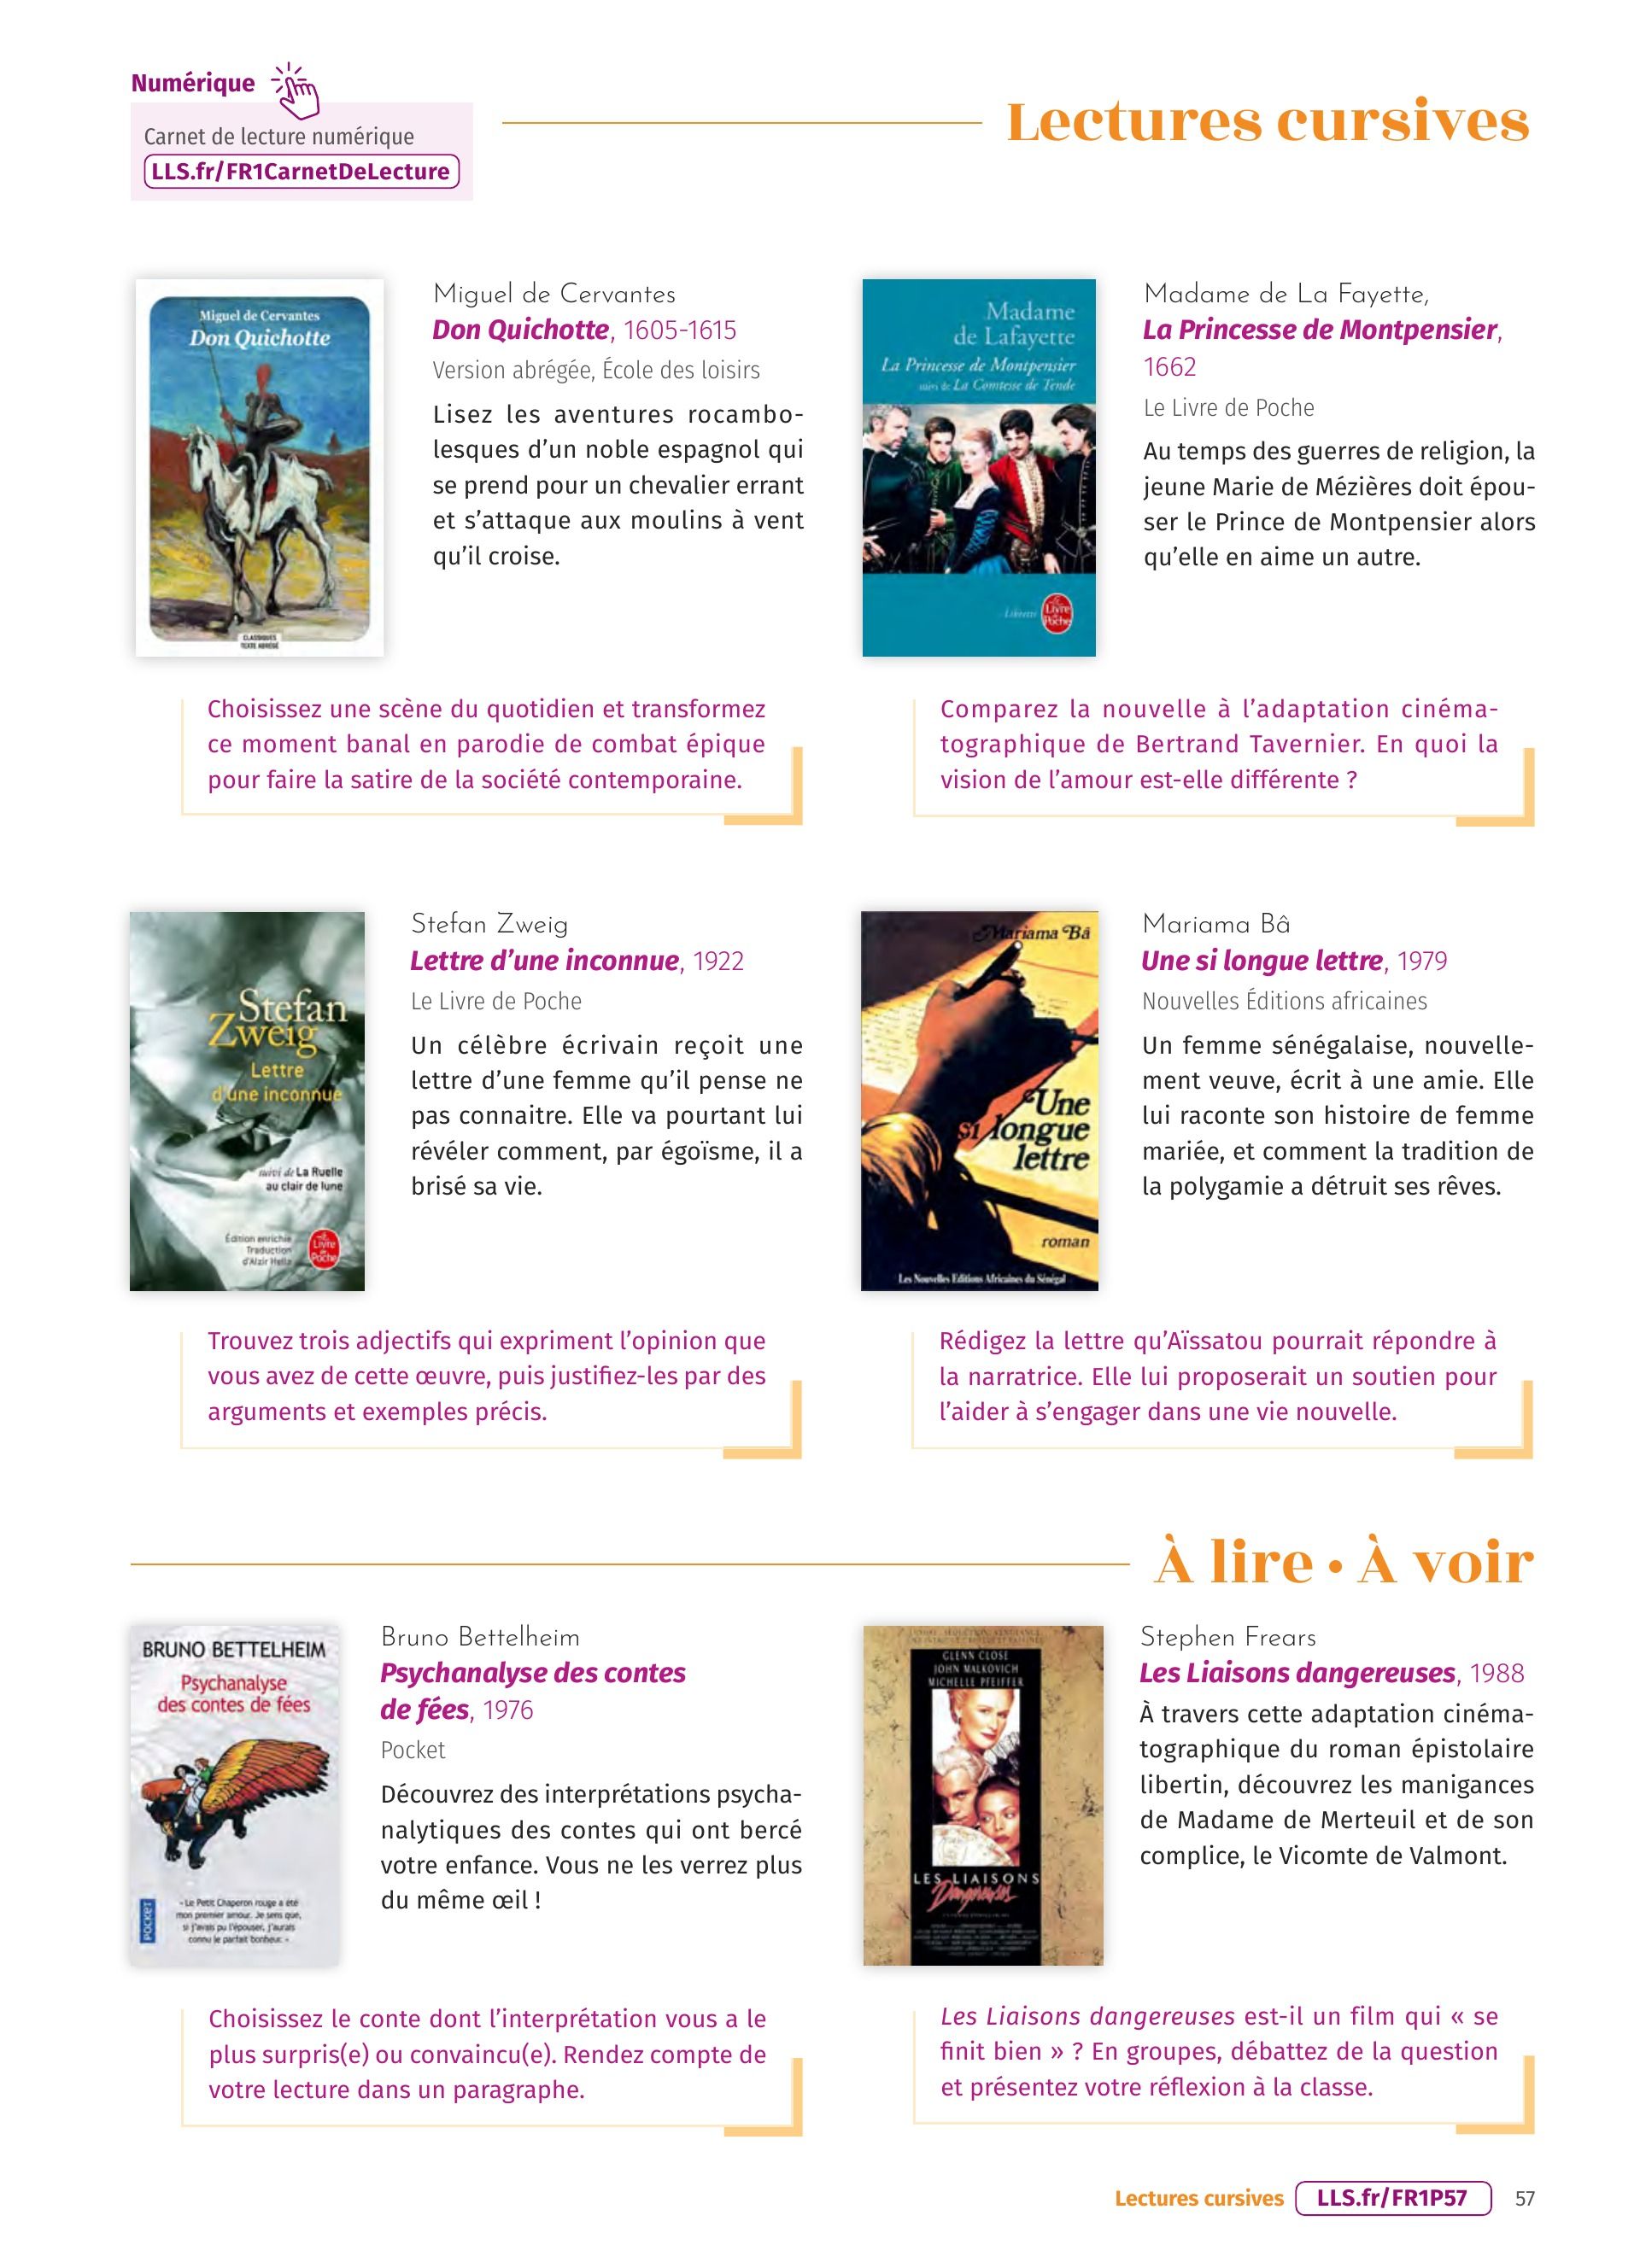 Numérique
Carnet de lecture numérique
LLS.fr/FR1CarnetDeLecture
Lectures cursives
Miguel de Cervantes
Don Quichotte
CLASSIQUES
TEXTE ABRÉGÉ
Miguel de Cervantes
Don Quichotte, 1605-1615
Version abrégée, École des loisirs
Lisez les aventures rocambo-
lesques d'un noble espagnol qui
se prend pour un chevalier errant
et s'attaque aux moulins à vent
qu'il croise.
Choisissez une scène du quotidien et transformez
ce moment banal en parodie de combat épique
pour faire la satire de la société contemporaine.
Madame
de Lafayette
La Princesse de Montpensier
suivi de La Comtesse de Tende
Libretti
Le Livre de Poche
Madame de La Fayette,
La Princesse de Montpensier,
1662
Le Livre de Poche
Au temps des guerres de religion, la
jeune Marie de Mézières doit épou-
ser le Prince de Montpensier alors
qu'elle en aime un autre.
Comparez la nouvelle à l'adaptation cinéma-
tographique de Bertrand Tavernier. En quoi la
vision de l'amour est-elle différente ?
Stefan
Zweig
Lettre
d'une inconnue
suivi de La Ruelle
au clair de lune
Édition enrichie
Traduction
d'Alzir Hella
Le Livre de Poche
Stefan Zweig
Lettre d'une inconnue, 1922
Le Livre de Poche
Un célèbre écrivain reçoit une
lettre d'une femme qu'il pense ne
pas connaitre. Elle va pourtant lui
révéler comment, par égoïsme, il a
brisé sa vie.
Trouvez trois adjectifs qui expriment l'opinion que
vous avez de cette œuvre, puis justifiez-les par des
arguments et exemples précis.
Mariama Bâ
Une
si longue
lettre
roman
Les Nouvelles Editions Africaines du Sénégal
Mariama Bâ
Une si longue lettre, 1979
Nouvelles Éditions africaines
Un femme sénégalaise, nouvelle-
ment veuve, écrit à une amie. Elle
lui raconte son histoire de femme
mariée, et comment la tradition de
la polygamie a détruit ses rêves.
Rédigez la lettre qu'Aïssatou pourrait répondre à
la narratrice. Elle lui proposerait un soutien pour
l'aider à s'engager dans une vie nouvelle.
À lire • À voir
BRUNO BETTELHEIM
Psychanalyse
des contes de fées
« Le Petit Chaperon rouge a été
mon premier amour. Je sens que,
si j'avais pu l'épouser, j'aurais
connu le parfait bonheur. »
POCKET
Bruno Bettelheim
Psychanalyse des contes
de fées, 1976
Pocket
Découvrez des interprétations psycha-
nalytiques des contes qui ont bercé
votre enfance. Vous ne les verrez plus
du même œil !
Choisissez le conte dont l'interprétation vous a le
plus surpris(e) ou convaincu(e). Rendez compte de
votre lecture dans un paragraphe.
GLENN CLOSE
JOHN MALKOVICH
MICHELLE PFEIFFER
LES LIAISONS
Dangereuses
Stephen Frears
Les Liaisons dangereuses, 1988
À travers cette adaptation cinéma-
tographique du roman épistolaire
libertin, découvrez les manigances
de Madame de Merteuil et de son
complice, le Vicomte de Valmont.
Les Liaisons dangereuses est-il un film qui « se
finit bien » ? En groupes, débattez de la question
et présentez votre réflexion à la classe.
Lectures cursives LLS.fr/FR1P57 57